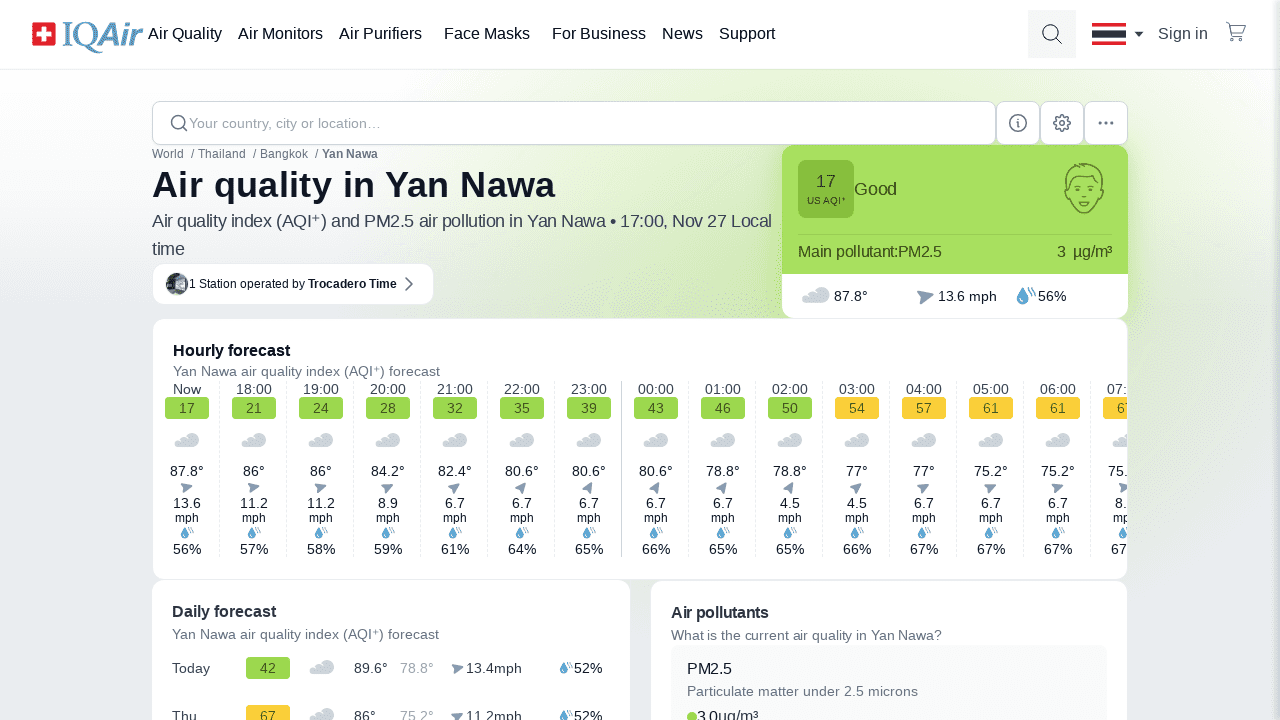 IQAir Air Quality Air Monitors Air Purifiers Face Masks For Business News Support Sign in
Your country, city or location...
World / Thailand / Bangkok / Yan Nawa
Air quality in Yan Nawa
Air quality index (AQI⁺) and PM2.5 air pollution in Yan Nawa • 17:00, Nov 27 Local
time
1 Station operated by Trocadero Time
17
US AQI⁺
Good
Main pollutant:PM2.5 3 µg/m³
87.8° 13.6 mph 56%
Hourly forecast
Yan Nawa air quality index (AQI⁺) forecast
Now 18:00 19:00 20:00 21:00 22:00 23:00 00:00 01:00 02:00 03:00 04:00 05:00 06:00
17 21 24 28 32 35 39 43 46 50 54 57 61 61
87.8° 86° 86° 84.2° 82.4° 80.6° 80.6° 80.6° 78.8° 78.8° 77° 77° 75.2° 75.2°
13.6 11.2 11.2 8.9 6.7 6.7 6.7 6.7 6.7 4.5 4.5 6.7 6.7 6.7
mph mph mph mph mph mph mph mph mph mph mph mph mph mph
56% 57% 58% 59% 61% 64% 65% 66% 65% 65% 66% 67% 67% 67%
Daily forecast
Yan Nawa air quality index (AQI⁺) forecast
Today 42 89.6° 78.8° 13.4mph 52%
Thu 67 86° 75.2° 11.2mph 52%
Air pollutants
What is the current air quality in Yan Nawa?
PM2.5
Particulate matter under 2.5 microns
3.0µg/m³